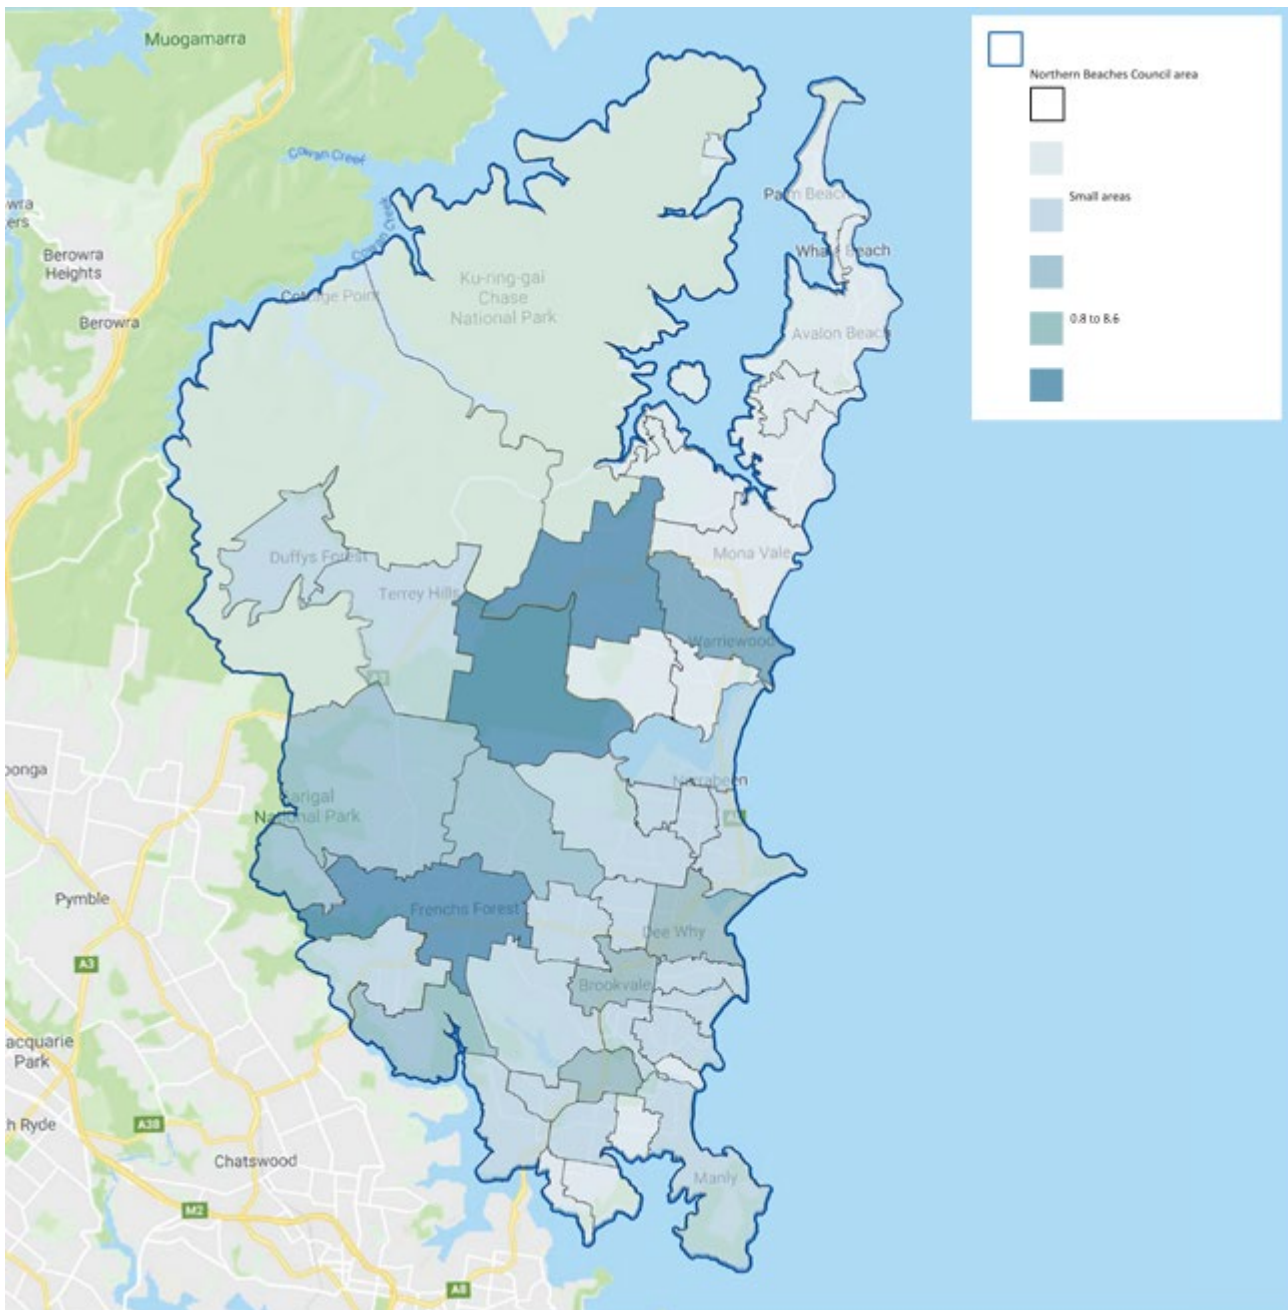 Muogamarra
Northern Beaches Council area
Cowan Creek
Palm Beach
Small areas
Berowra
Heights
Whale Beach
Ku-ring-gai
Chase
National Park
Cottage Point
Berowra
0.8 to 8.6
Avalon Beach
Mona Vale
Duffys Forest
Terrey Hills
Warriewood
Narrabeen
Garigal
National Park
Pymble
Frenchs Forest
Dee Why
A3
Brookvale
acquarie
Park
h Ryde
A38
Chatswood
Manly
M2
A8